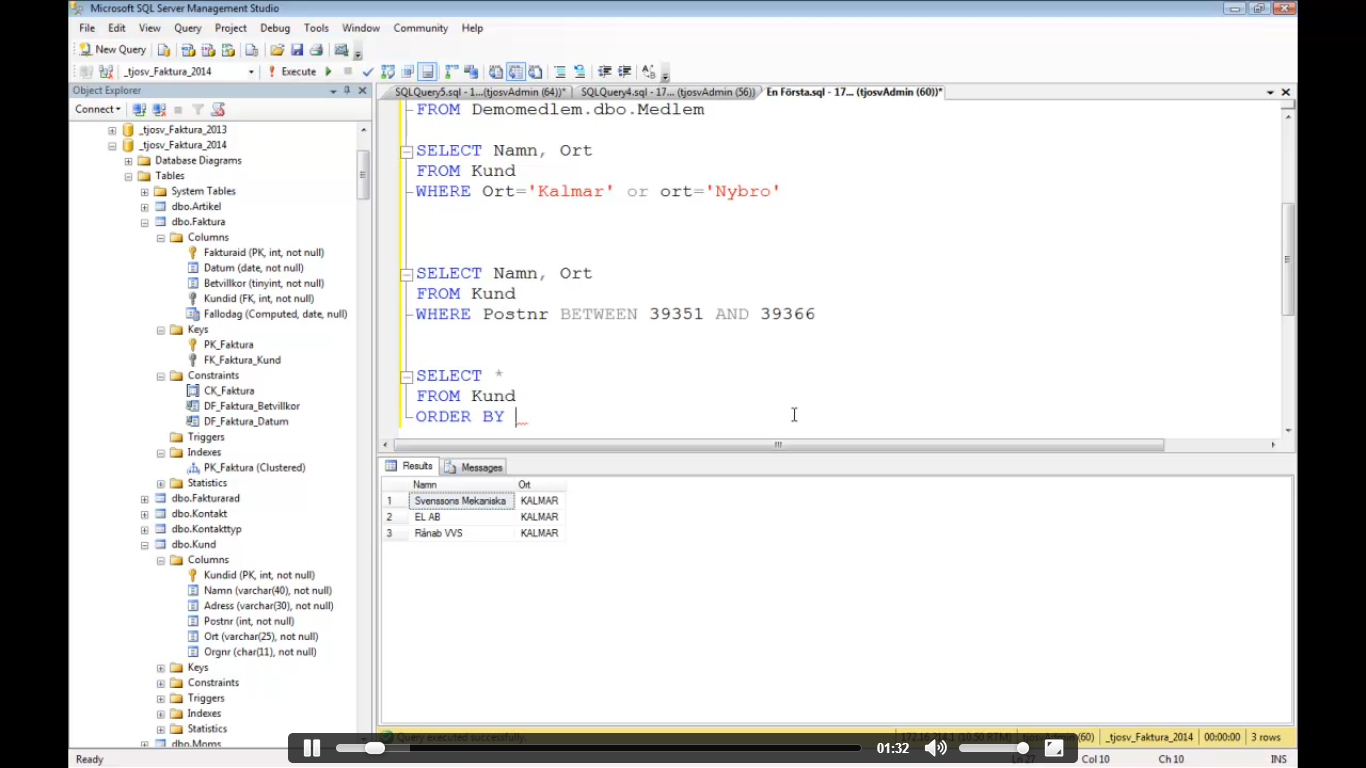 Microsoft SQL Server Management Studio
File Edit View Query Project Debug Tools Window Community Help
New Query
_tjosv_Faktura_2014 Execute
Object Explorer
Connect
_tjosv_Faktura_2013
_tjosv_Faktura_2014
Database Diagrams
Tables
System Tables
dbo.Artikel
dbo.Faktura
Columns
Fakturaid (PK, int, not null)
Datum (date, not null)
Betvillkor (tinyint, not null)
Kundid (FK, int, not null)
Fallodag (Computed, date, null)
Keys
PK_Faktura
FK_Faktura_Kund
Constraints
CK_Faktura
DF_Faktura_Betvillkor
DF_Faktura_Datum
Triggers
Indexes
PK_Faktura (Clustered)
Statistics
dbo.Fakturarad
dbo.Kontakt
dbo.Kontakttyp
dbo.Kund
Columns
Kundid (PK, int, not null)
Namn (varchar(40), not null)
Adress (varchar(30), not null)
Postnr (int, not null)
Ort (varchar(25), not null)
Orgnr (char(11), not null)
Keys
Constraints
Triggers
Indexes
Statistics
dbo.Moms
SQLQuery5.sql - 1...(tjosvAdmin (64))* SQLQuery4.sql - 17... (tjosvAdmin (56)) En Första.sql - 17... (tjosvAdmin (60))*
FROM Demomedlem.dbo.Medlem
SELECT Namn, Ort
FROM Kund
WHERE Ort='Kalmar' or ort='Nybro'
SELECT Namn, Ort
FROM Kund
WHERE Postnr BETWEEN 39351 AND 39366
SELECT *
FROM Kund
ORDER BY
Results Messages
Namn Ort
1 Svenssons Mekaniska KALMAR
2 EL AB KALMAR
3 Rånab VVS KALMAR
Query executed successfully. (10.50 RTM) tjosvAdmin (60) _tjosv_Faktura_2014 00:00:00 3 rows
01:32
Ready Ln 27 Col 10 Ch 10 INS